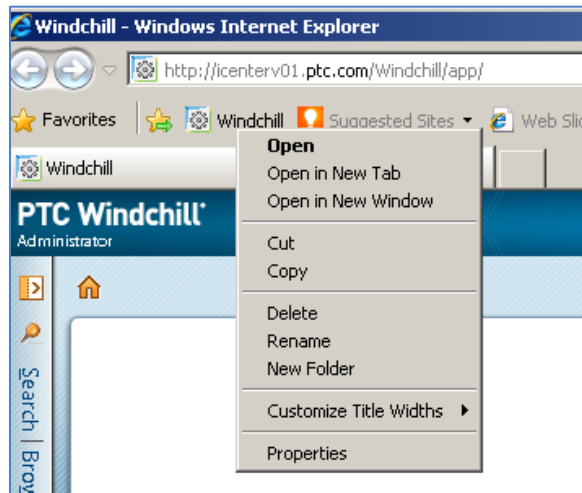 Windchill - Windows Internet Explorer
http://icenterv01.ptc.com/Windchill/app/
Favorites Windchill Suggested Sites Web Slic
Windchill
Open
Open in New Tab
Open in New Window
Cut
Copy
Delete
Rename
New Folder
Customize Title Widths
Properties
PTC Windchill
Administrator
Search | Brow